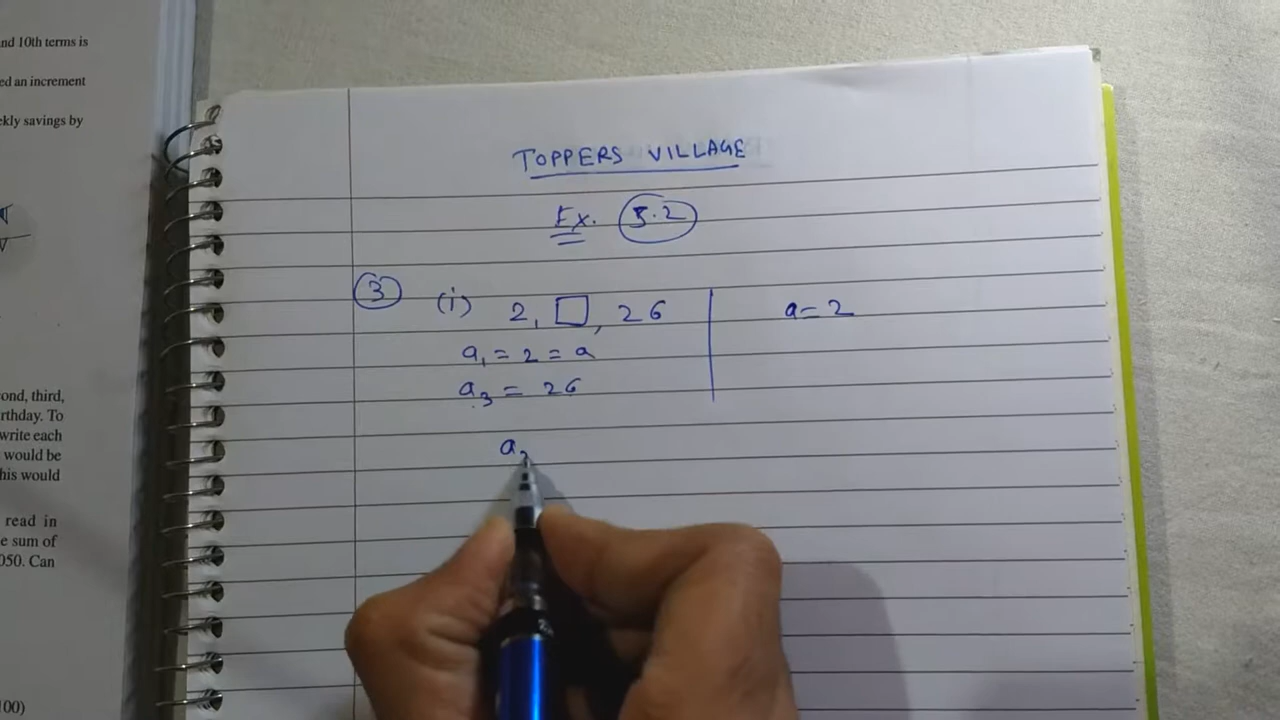 nd 10th terms is
ed an increment
ekly savings by
ond, third,
rthday. To
write each
would be
his would
read in
e sum of
050. Can
00)
TOPPERS VILLAGE
Ex. 5.2
3 (i) 2, □, 26
a₁ = 2 = a
a₃ = 26
a
a = 2